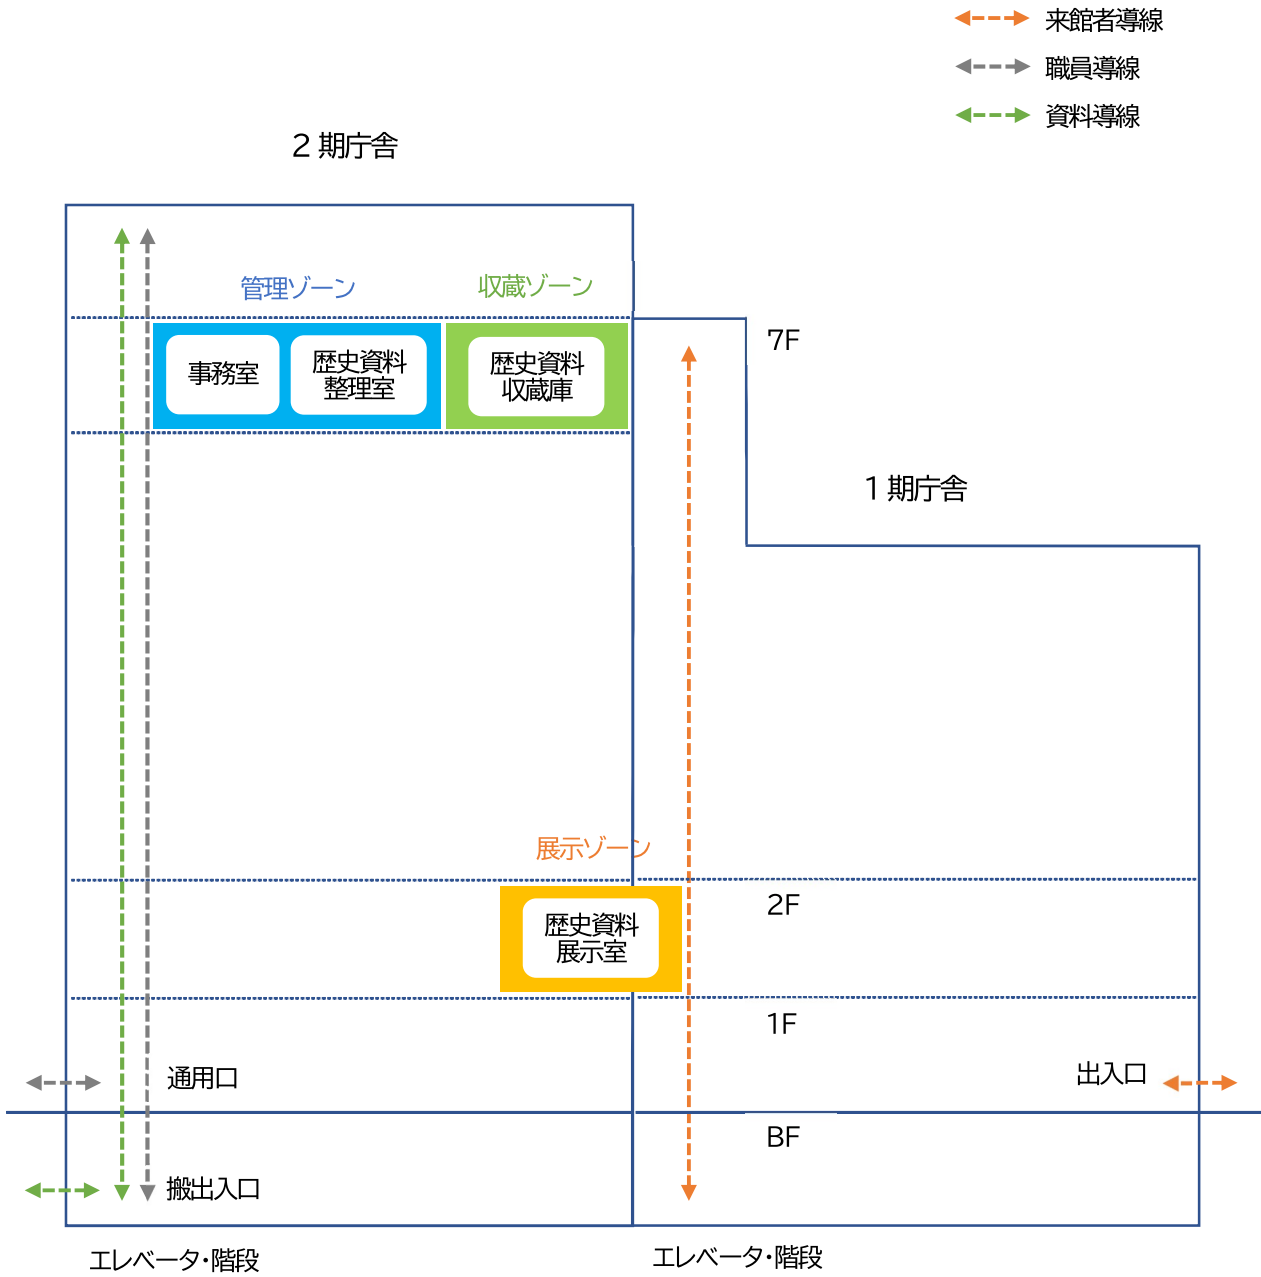 来館者導線
職員導線
資料導線
2期庁舎
管理ゾーン
収蔵ゾーン
7F
事務室
歴史資料
整理室
歴史資料
収蔵庫
1期庁舎
展示ゾーン
2F
歴史資料
展示室
1F
通用口
出入口
BF
搬出入口
エレベータ・階段
エレベータ・階段